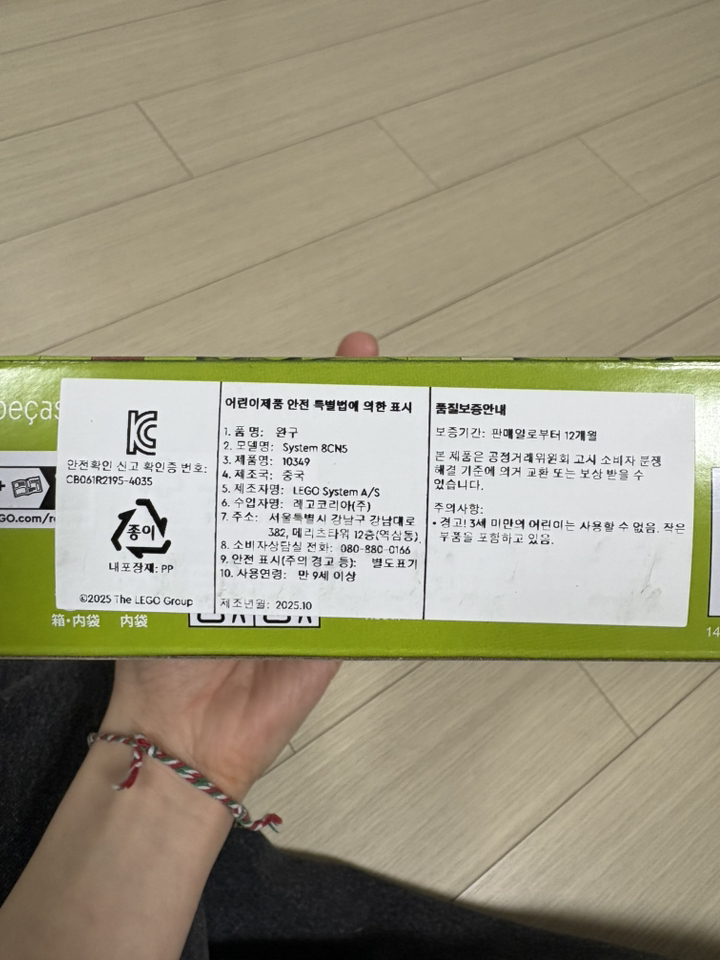 peças
GO.com/re
KC
안전확인 신고 확인증 번호:
CB061R2195-4035
종이
내포장재: PP
©2025 The LEGO Group
어린이제품 안전 특별법에 의한 표시
1. 품 명: 완구
2. 모델명: System 8CN5
3. 제품명: 10349
4. 제조국: 중국
5. 제조자명: LEGO System A/S
6. 수입자명: 레고코리아(주)
7. 주소: 서울특별시 강남구 강남대로
382, 메리츠타워 12층(역삼동).
8. 소비자상담실 전화: 080-880-0166
9. 안전 표시(주의 경고 등): 별도표기
10. 사용연령: 만 9세 이상
제조년월: 2025.10
품질보증안내
보증기간: 판매일로부터 12개월
본 제품은 공정거래위원회 고시 소비자 분쟁
해결 기준에 의거 교환 또는 보상 받을 수
있습니다.
주의사항:
• 경고! 3세 미만의 어린이는 사용할 수 없음. 작은
부품을 포함하고 있음.
箱・内袋 内袋
14